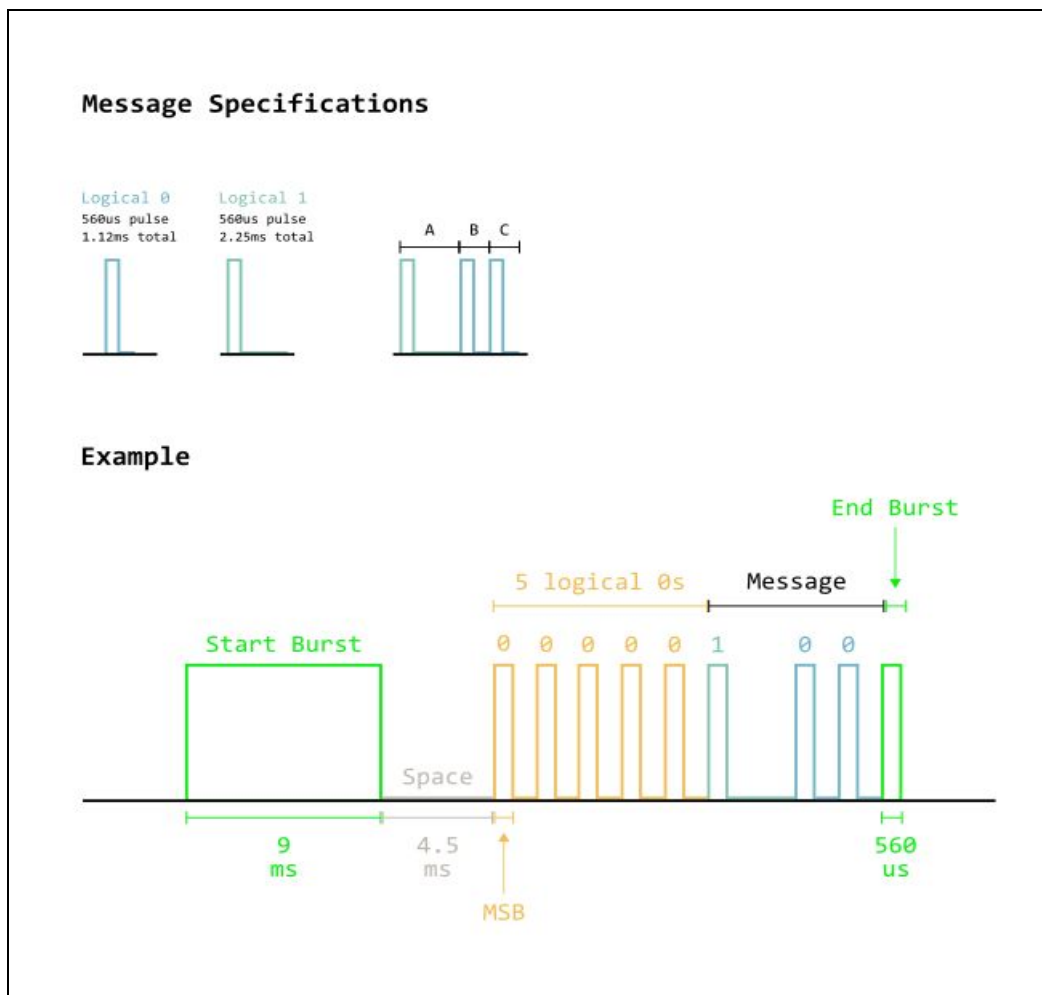 Message Specifications
Logical 0
560us pulse
1.12ms total
Logical 1
560us pulse
2.25ms total
A B C
Example
End Burst
5 logical 0s
Message
Start Burst
0 0 0 0 0 1 0 0
Space
9
ms
4.5
ms
560
us
MSB